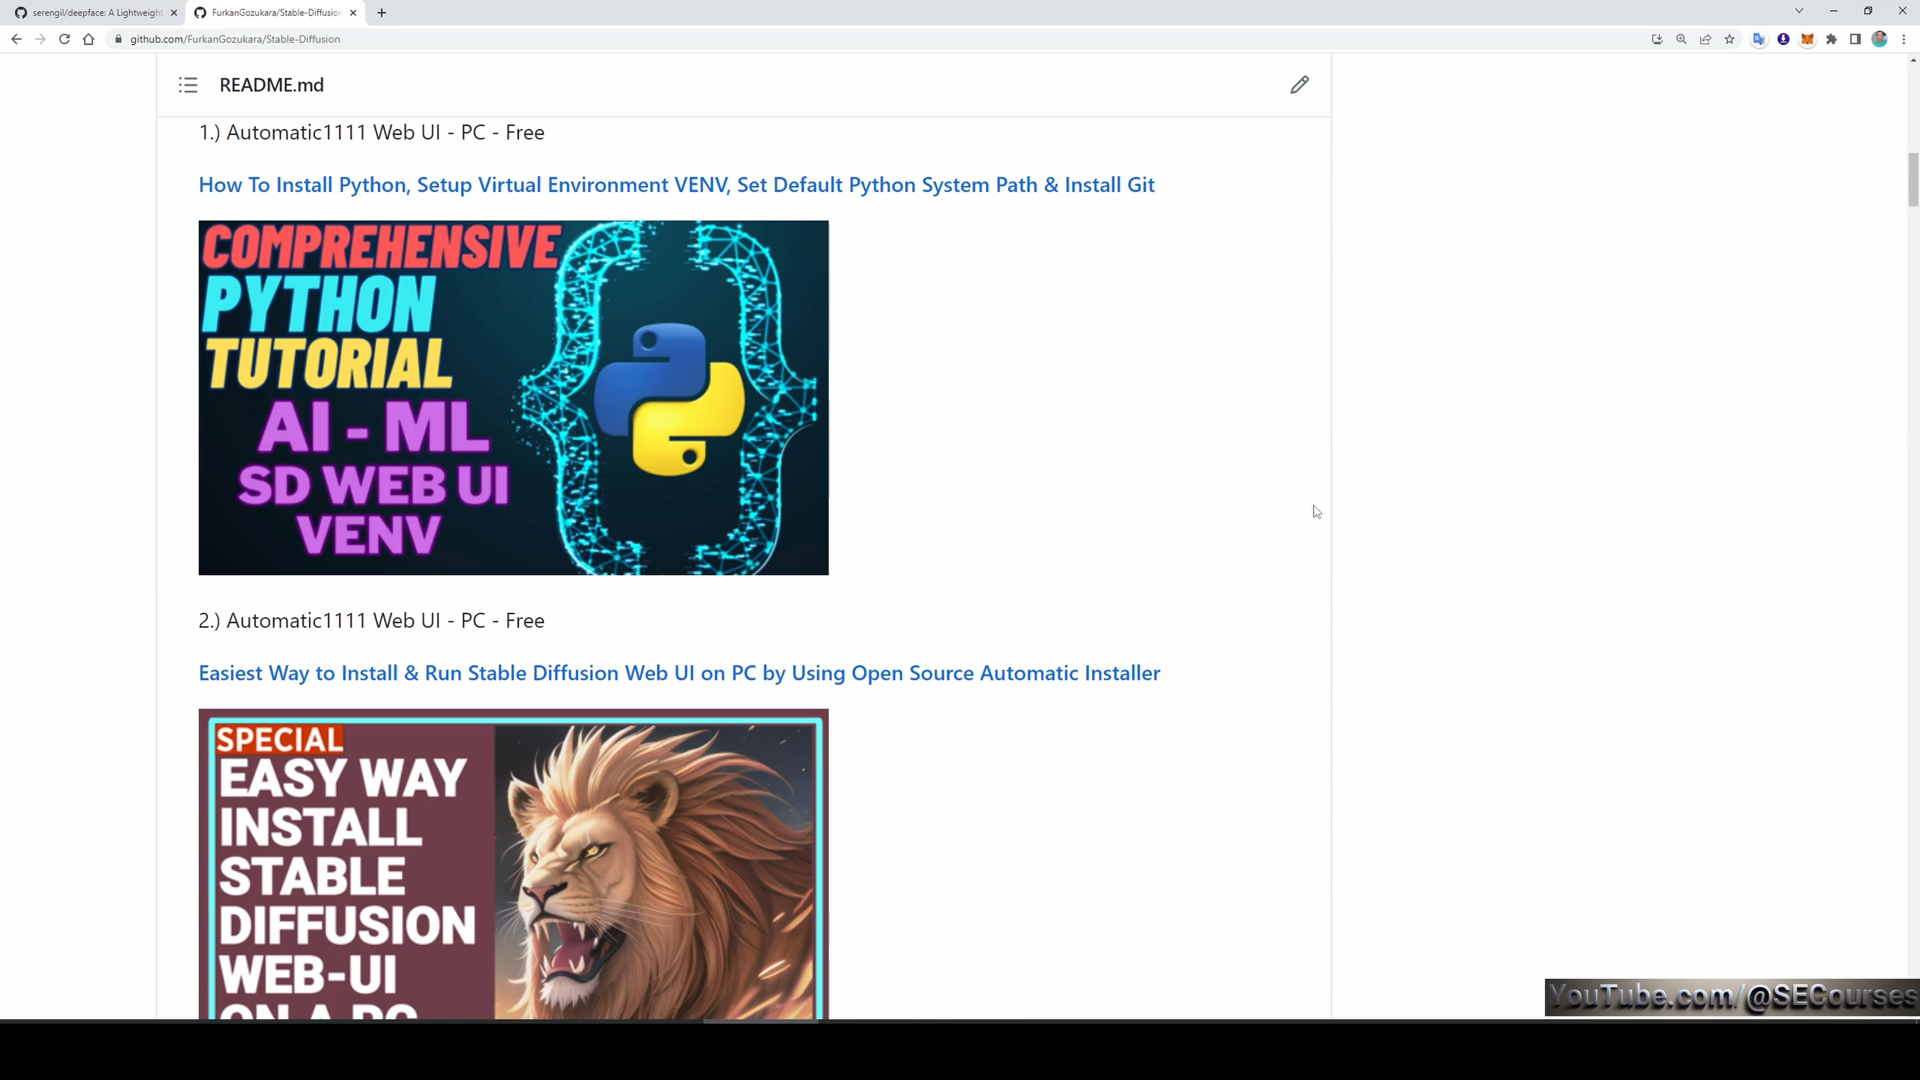 serengil/deepface: A Lightweight
FurkanGozukara/Stable-Diffusion
github.com/FurkanGozukara/Stable-Diffusion
README.md
1.) Automatic1111 Web UI - PC - Free
How To Install Python, Setup Virtual Environment VENV, Set Default Python System Path & Install Git
COMPREHENSIVE
PYTHON
TUTORIAL
AI - ML
SD WEB UI
VENV
2.) Automatic1111 Web UI - PC - Free
Easiest Way to Install & Run Stable Diffusion Web UI on PC by Using Open Source Automatic Installer
SPECIAL
EASY WAY
INSTALL
STABLE
DIFFUSION
WEB-UI
ON A PC
YouTube.com/@SECourses